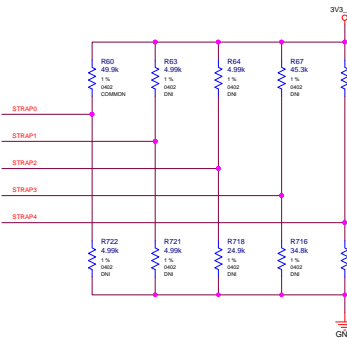 3V3_
R60
49.9k
1 %
0402
COMMON
R63
4.99k
1 %
0402
DNI
R64
4.99k
1 %
0402
DNI
R67
45.3k
1 %
0402
DNI
STRAP0
STRAP1
STRAP2
STRAP3
STRAP4
R722
4.99k
1 %
0402
DNI
R721
4.99k
1 %
0402
DNI
R718
24.9k
1 %
0402
DNI
R716
34.8k
1 %
0402
DNI
GN